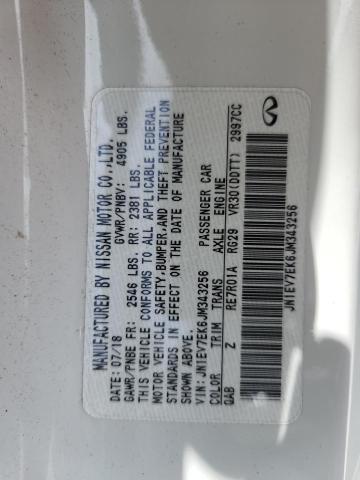 MANUFACTURED BY NISSAN MOTOR CO.,LTD.
DATE: 07/18 GVWR/PNBV: 4905 LBS.
GAWR/PNBE FR: 2546 LBS. RR: 2381 LBS.
THIS VEHICLE CONFORMS TO ALL APPLICABLE FEDERAL
MOTOR VEHICLE SAFETY,BUMPER,AND THEFT PREVENTION
STANDARDS IN EFFECT ON THE DATE OF MANUFACTURE
VIN: JN1EV7EK6JM343256 PASSENGER CAR
COLOR TRIM TRANS AXLE ENGINE
QAB Z RE7R01A RG29 VR30(DDTT) 2997CC
JN1EV7EK6JM343256